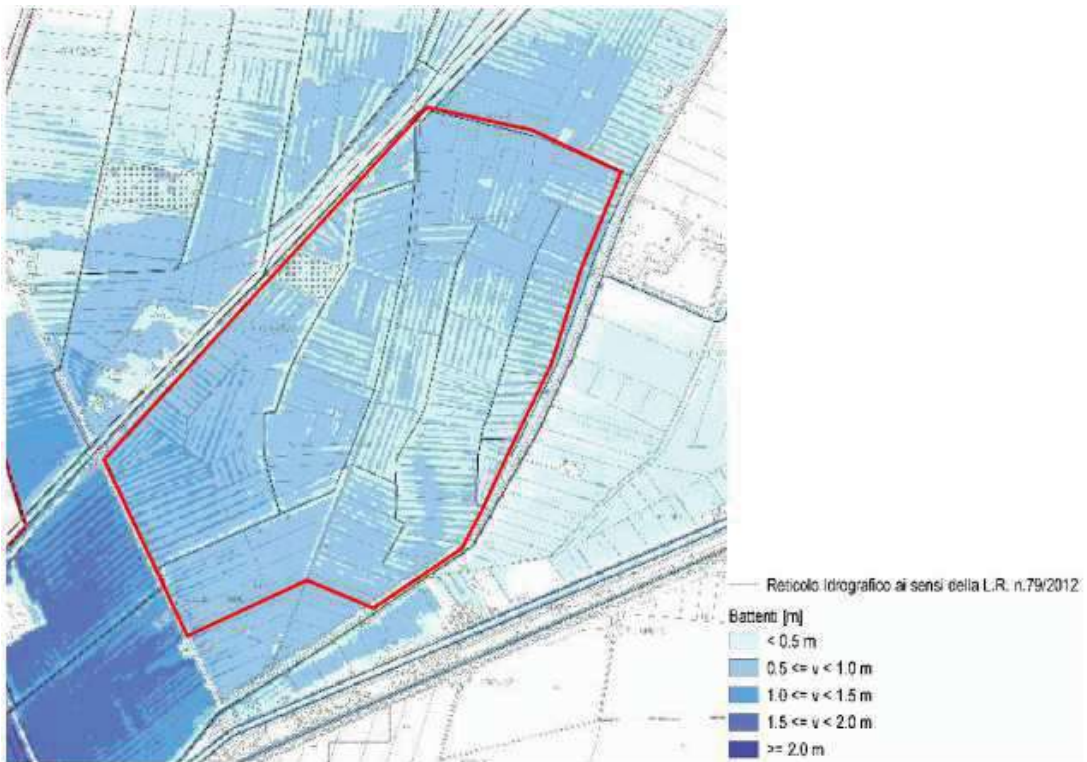 Reticolo Idrografico ai sensi della L.R. n.79/2012
Battenti [m]
< 0.5 m
0.5 <= v < 1.0 m
1.0 <= v < 1.5 m
1.5 <= v < 2.0 m
>= 2.0 m